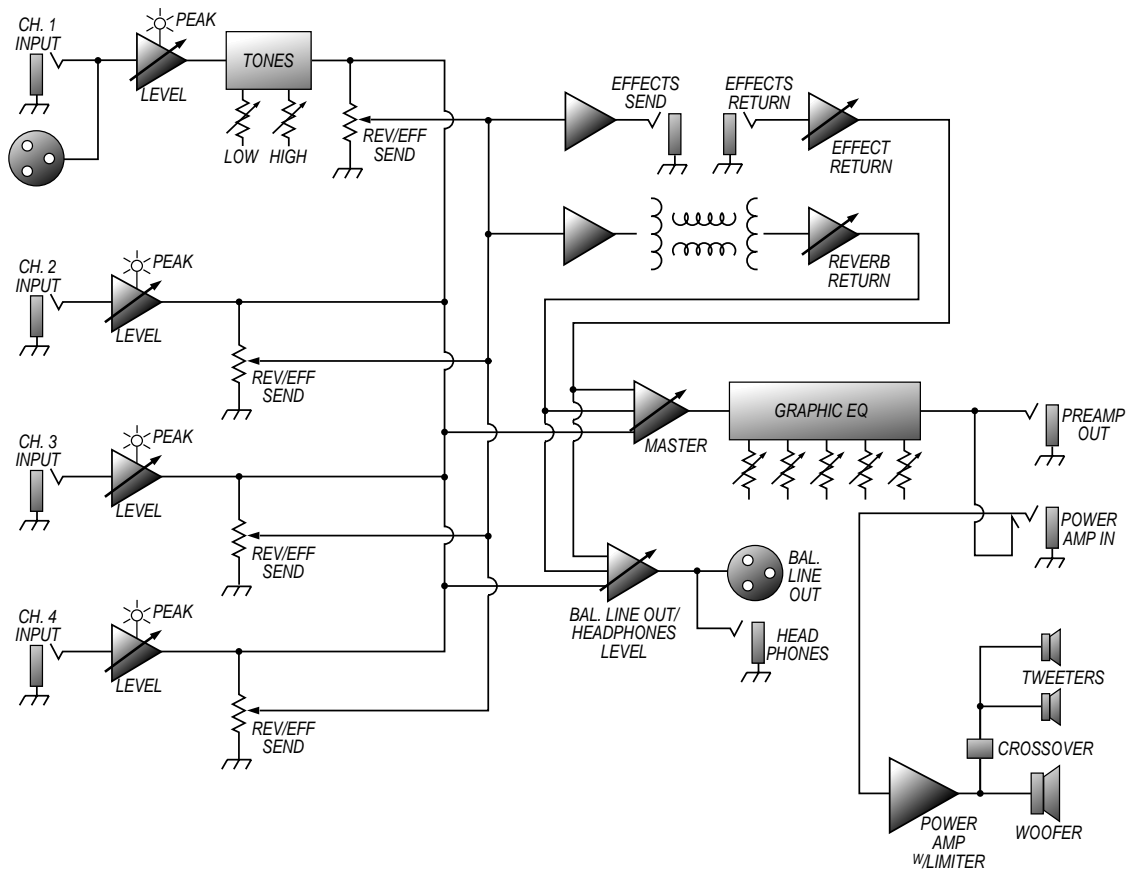 CH. 1
INPUT
PEAK
LEVEL
TONES
LOW
HIGH
REV/EFF
SEND
EFFECTS
SEND
EFFECTS
RETURN
EFFECT
RETURN
REVERB
RETURN
CH. 2
INPUT
PEAK
LEVEL
REV/EFF
SEND
MASTER
GRAPHIC EQ
PREAMP
OUT
CH. 3
INPUT
PEAK
LEVEL
REV/EFF
SEND
POWER
AMP IN
BAL. LINE OUT/
HEADPHONES
LEVEL
BAL.
LINE
OUT
HEAD
PHONES
CH. 4
INPUT
PEAK
LEVEL
REV/EFF
SEND
TWEETERS
CROSSOVER
WOOFER
POWER
AMP
W/LIMITER